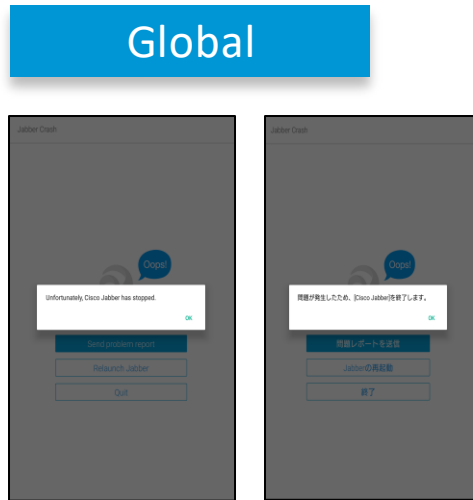 Global
Jabber Crash
Oops!
Unfortunately, Cisco Jabber has stopped.
OK
Send problem report
Relaunch Jabber
Quit
Jabber Crash
Oops!
問題が発生したため、[Cisco Jabber]を終了します。
OK
問題レポートを送信
Jabberの再起動
終了